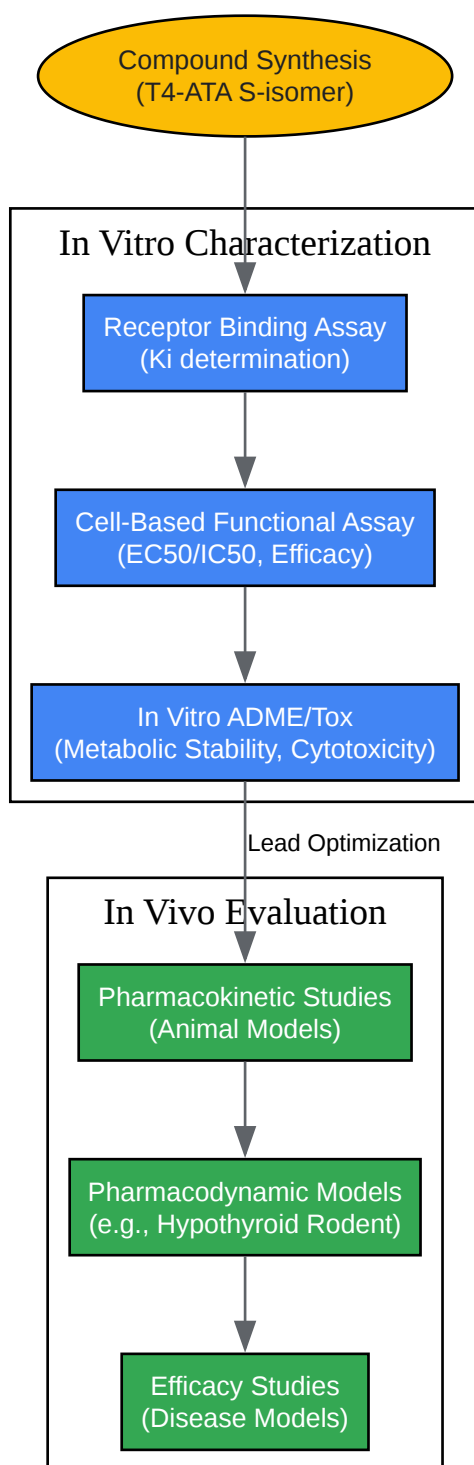 Compound Synthesis
(T4-ATA S-isomer)
In Vitro Characterization
Receptor Binding Assay
(Ki determination)
Cell-Based Functional Assay
(EC50/IC50, Efficacy)
In Vitro ADME/Tox
(Metabolic Stability, Cytotoxicity)
Lead Optimization
In Vivo Evaluation
Pharmacokinetic Studies
(Animal Models)
Pharmacodynamic Models
(e.g., Hypothyroid Rodent)
Efficacy Studies
(Disease Models)